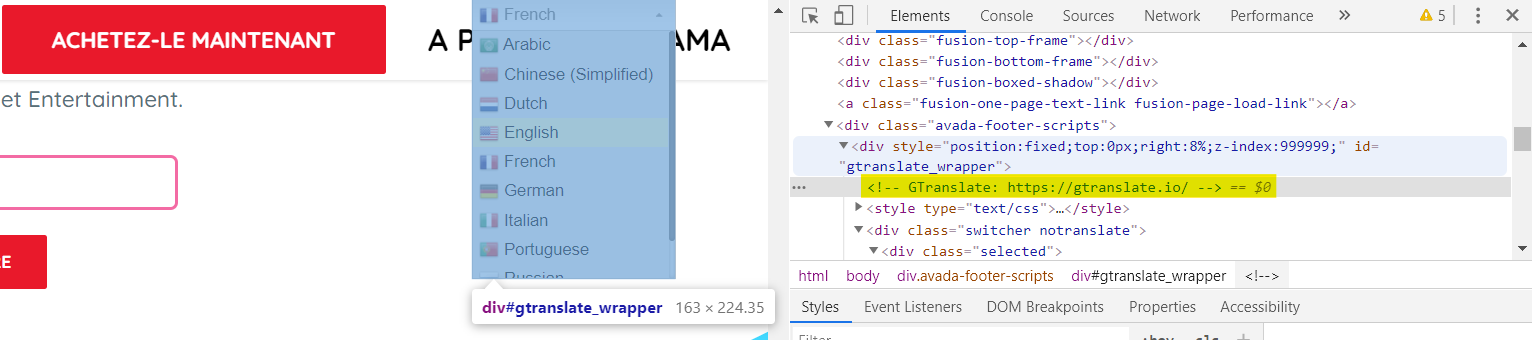 ACHETEZ-LE MAINTENANT
A P
AMA
et Entertainment.
RE
French
Arabic
Chinese (Simplified)
Dutch
English
French
German
Italian
Portuguese
Russian
div#gtranslate_wrapper 163 × 224.35
Elements Console Sources Network Performance » 5
<div class="fusion-top-frame"></div>
<div class="fusion-bottom-frame"></div>
<div class="fusion-boxed-shadow"></div>
<a class="fusion-one-page-text-link fusion-page-load-link"></a>
<div class="avada-footer-scripts">
<div style="position:fixed;top:0px;right:8%;z-index:999999;" id=
"gtranslate_wrapper">
<!-- GTranslate: https://gtranslate.io/ --> == $0
<style type="text/css">…</style>
<div class="switcher notranslate">
<div class="selected">
html body div.avada-footer-scripts div#gtranslate_wrapper <!-->
Styles Event Listeners DOM Breakpoints Properties Accessibility
Filter :hov .cls +